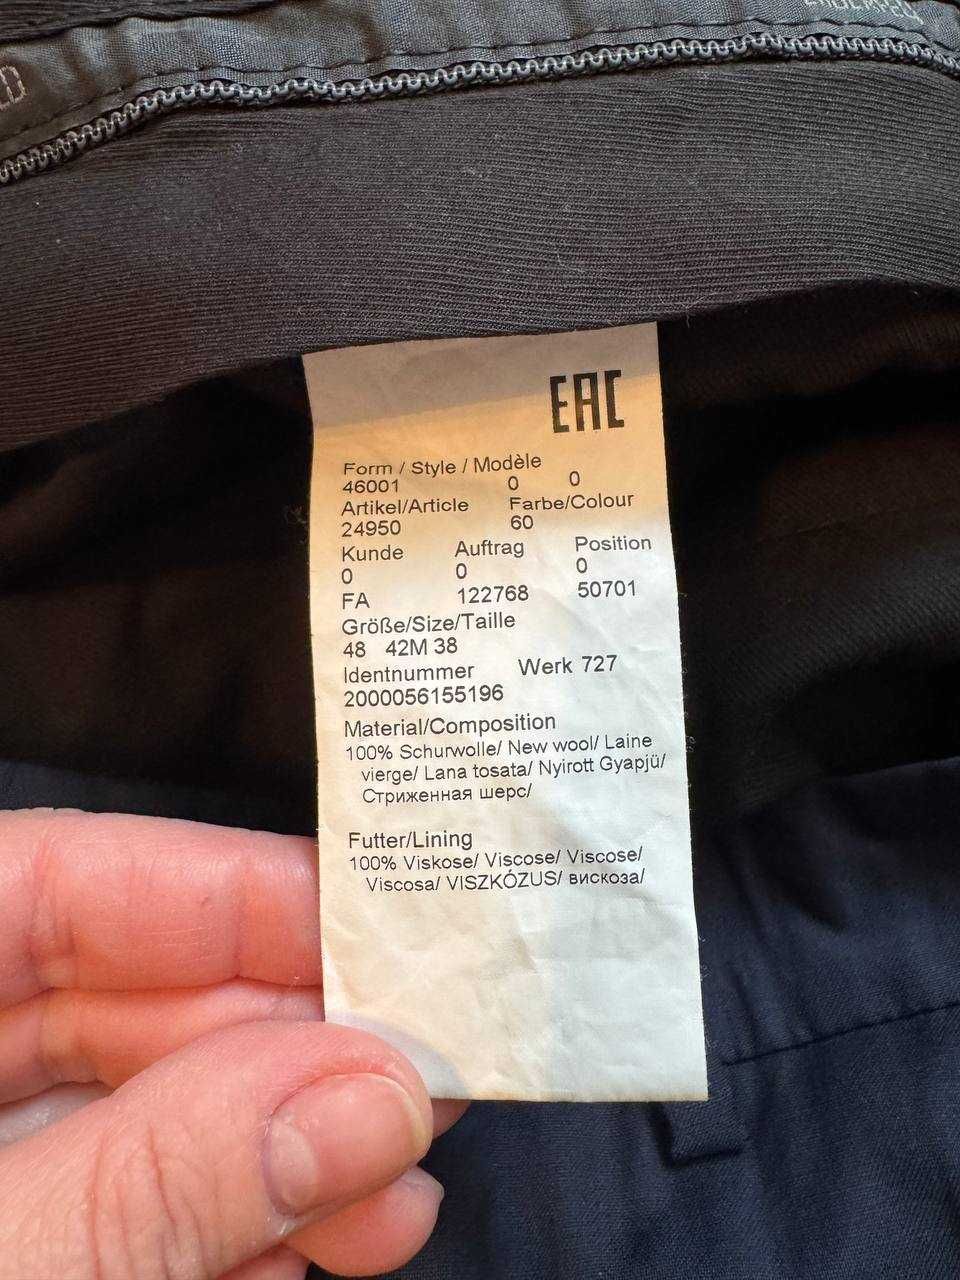 EAC
Form / Style / Modèle
46001 0 0
Artikel/Article Farbe/Colour
24950 60
Kunde Auftrag Position
0 0 0
FA 122768 50701
Größe/Size/Taille
48 42M 38
Identnummer Werk 727
2000056155196
Material/Composition
100% Schurwolle/ New wool/ Laine
vierge/ Lana tosata/ Nyirott Gyapjü/
Стриженная шерс/
Futter/Lining
100% Viskose/ Viscose/ Viscose/
Viscosa/ VISZKÓZUS/ вискоза/